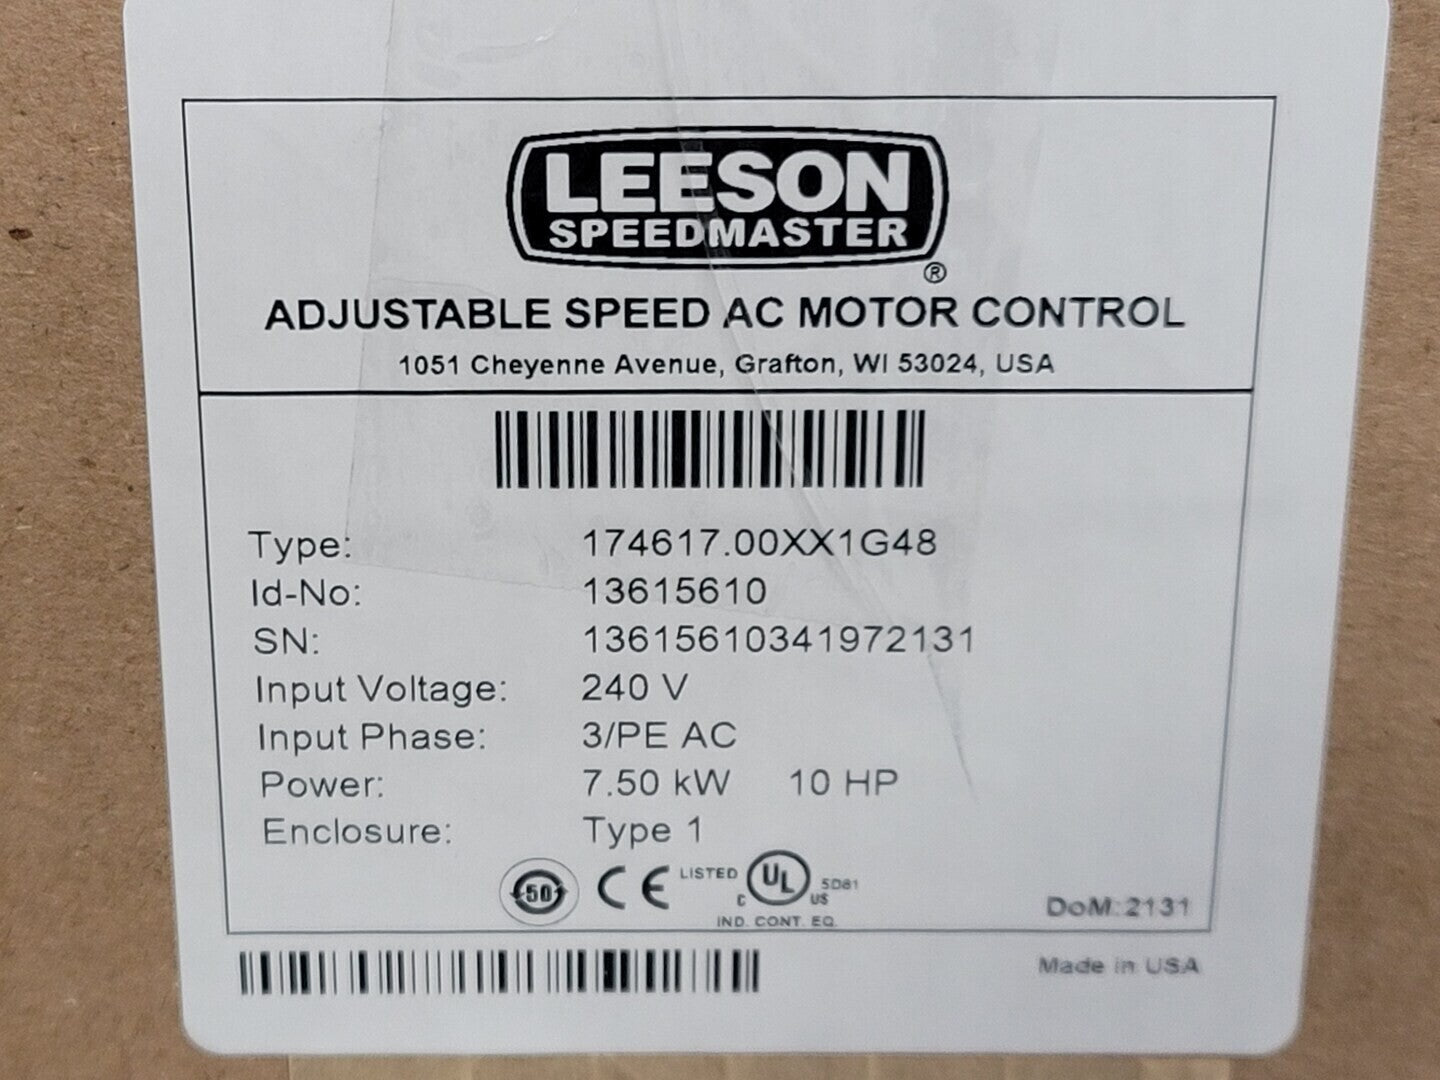 LEESON
SPEEDMASTER
®
ADJUSTABLE SPEED AC MOTOR CONTROL
1051 Cheyenne Avenue, Grafton, WI 53024, USA
Type: 174617.00XX1G48
Id-No: 13615610
SN: 13615610341972131
Input Voltage: 240 V
Input Phase: 3/PE AC
Power: 7.50 kW 10 HP
Enclosure: Type 1
50 CE LISTED C UL US 5D81
IND. CONT. EQ.
DoM:2131
Made in USA